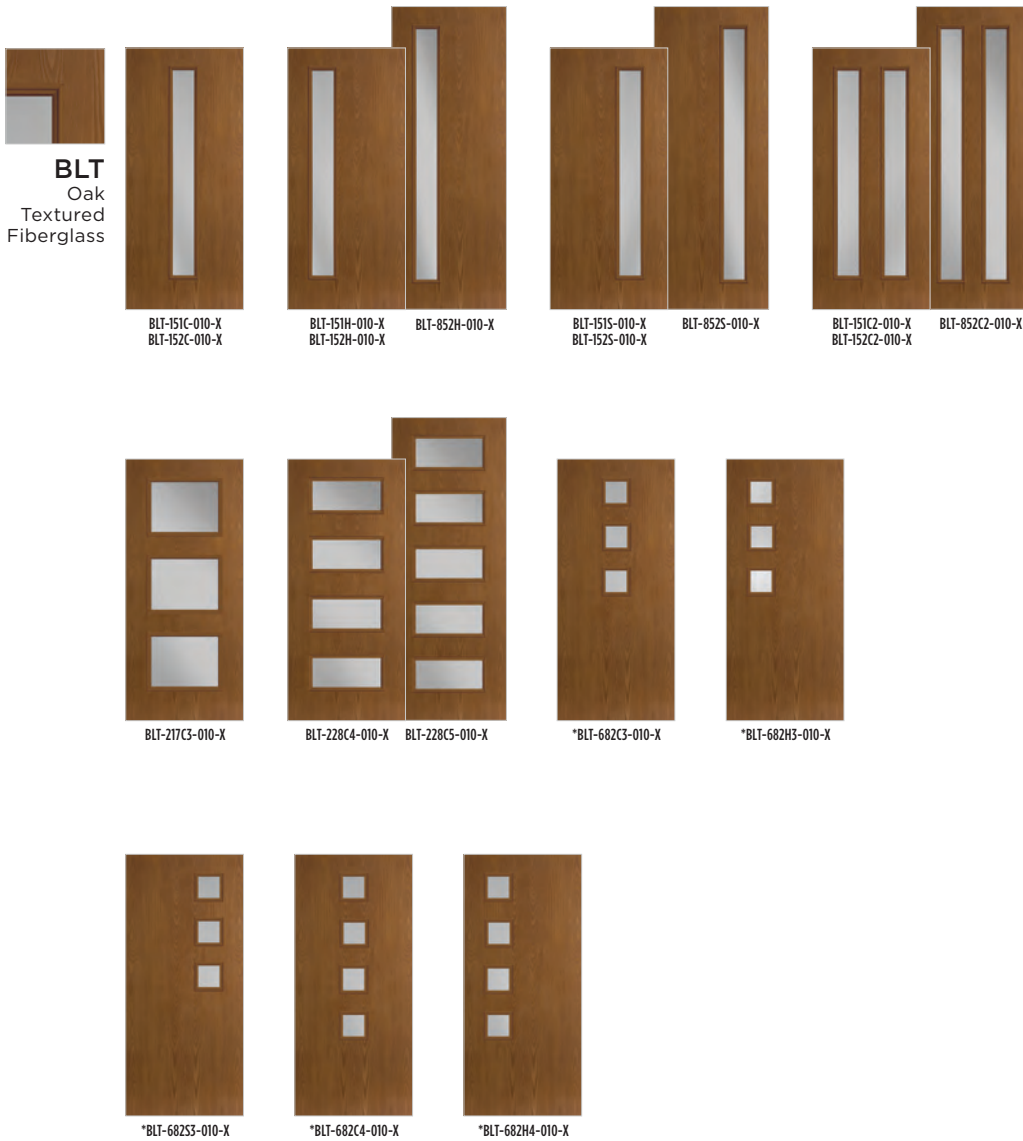 BLT
Oak
Textured
Fiberglass
BLT-151C-010-X
BLT-152C-010-X
BLT-151H-010-X
BLT-152H-010-X
BLT-852H-010-X
BLT-151S-010-X
BLT-152S-010-X
BLT-852S-010-X
BLT-151C2-010-X
BLT-152C2-010-X
BLT-852C2-010-X
BLT-217C3-010-X
BLT-228C4-010-X
BLT-228C5-010-X
*BLT-682C3-010-X
*BLT-682H3-010-X
*BLT-682S3-010-X
*BLT-682C4-010-X
*BLT-682H4-010-X